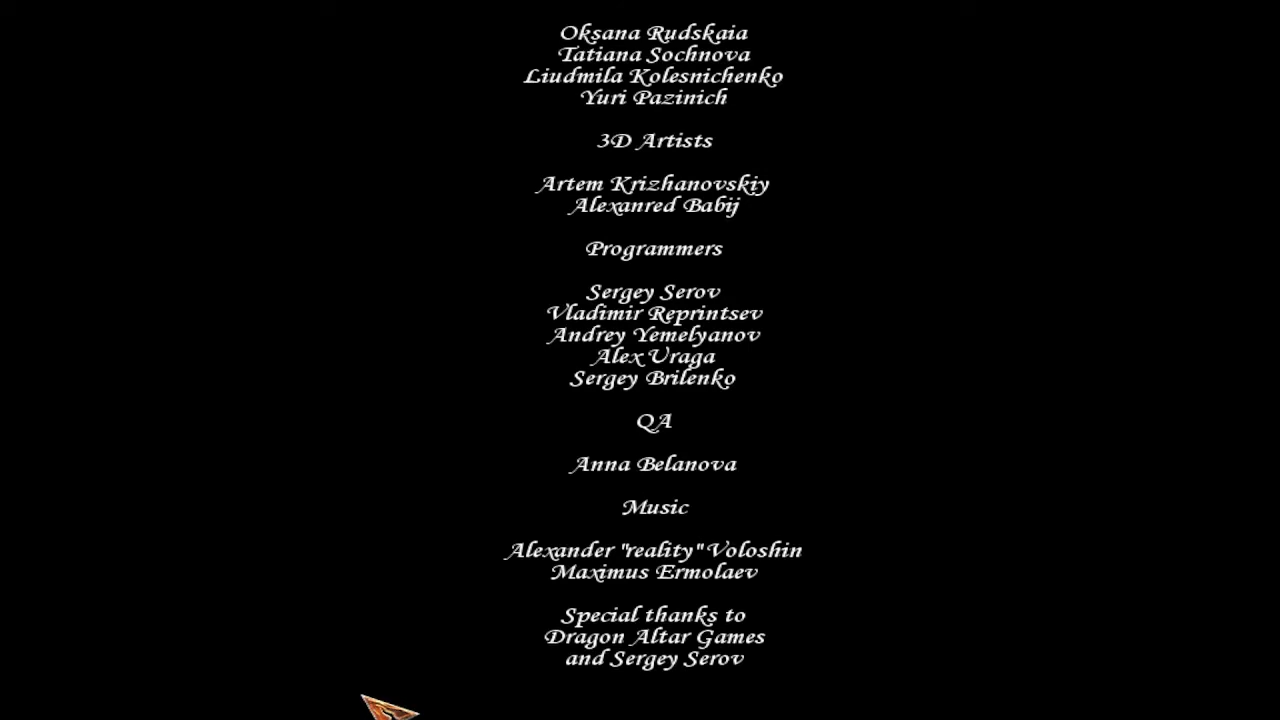 Oksana Rudskaia
Tatiana Sochnova
Liudmila Kolesnichenko
Yuri Pazinich
3D Artists
Artem Krizhanovskiy
Alexanred Babij
Programmers
Sergey Serov
Vladimir Reprintsev
Andrey Yemelyanov
Alex Uraga
Sergey Brilenko
QA
Anna Belanova
Music
Alexander "reality" Voloshin
Maximus Ermolaev
Special thanks to
Dragon Altar Games
and Sergey Serov